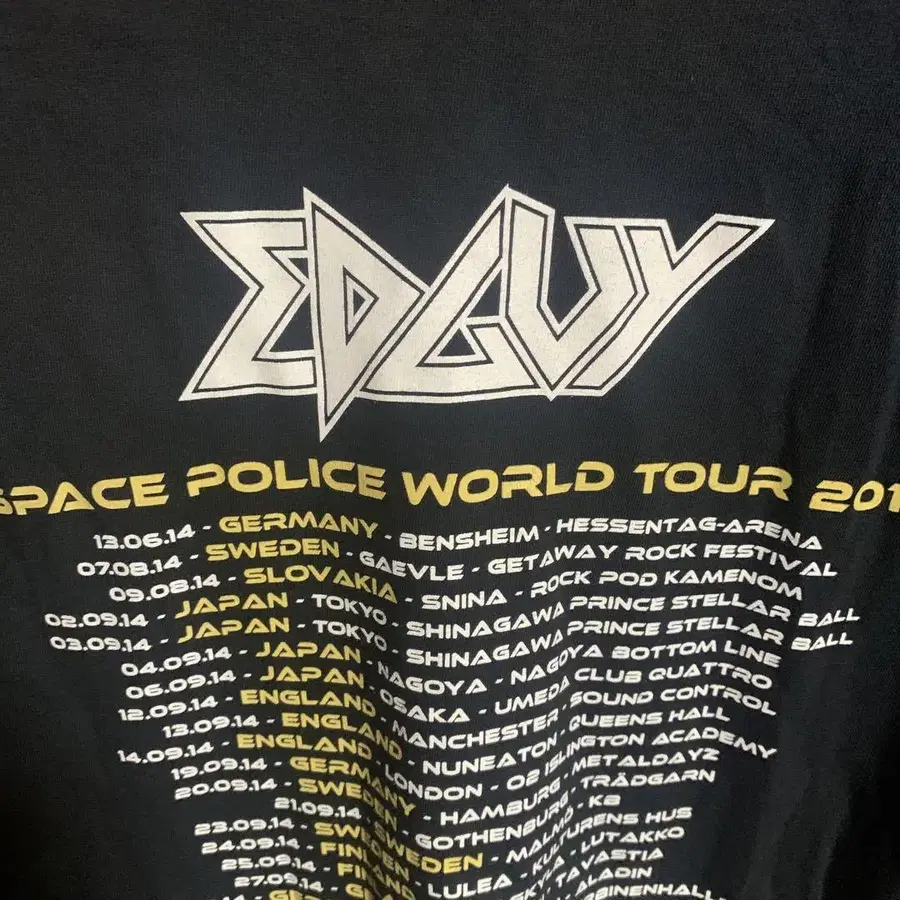 EDGUY
SPACE POLICE WORLD TOUR 201
13.06.14 - GERMANY - BENSHEIM - HESSENTAG-ARENA
07.08.14 - SWEDEN - GAEVLE - GETAWAY ROCK FESTIVAL
09.08.14 - SLOVAKIA - SNINA - ROCK POD KAMENOM
02.09.14 - JAPAN - TOKYO - SHINAGAWA PRINCE STELLAR BALL
03.09.14 - JAPAN - TOKYO - SHINAGAWA PRINCE STELLAR BALL
04.09.14 - JAPAN - NAGOYA - NAGOYA BOTTOM LINE
06.09.14 - JAPAN - OSAKA - UMEDA CLUB QUATTRO
12.09.14 - ENGLAND - MANCHESTER - SOUND CONTROL
13.09.14 - ENGLAND - NUNEATON - QUEENS HALL
14.09.14 - ENGLAND - LONDON - O2 ISLINGTON ACADEMY
19.09.14 - GERMANY - HAMBURG - METALDAYZ
20.09.14 - SWEDEN - GOTHENBURG - TRÄDGARN
21.09.14 - SWEDEN - MALMÖ - KB
23.09.14 - SWEDEN - LULEA - KULTURENS HUS
24.09.14 - FINLAND - LUTAKKO
25.09.14 - FINLAND - TAVASTIA
27.09.14 - ALADIN